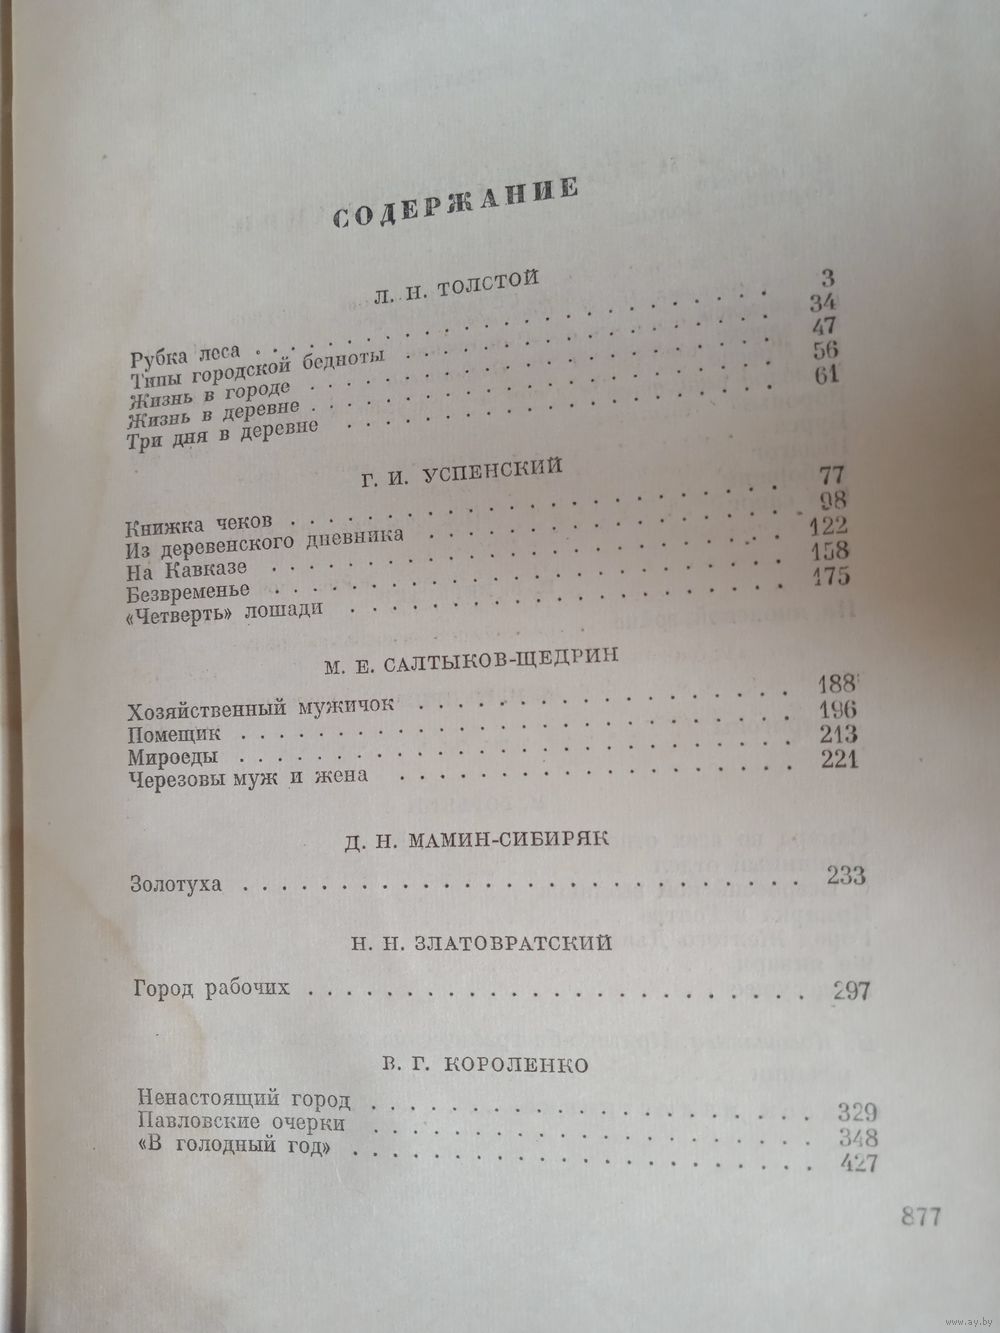 СОДЕРЖАНИЕ
Л. Н. ТОЛСТОЙ
Рубка леса . . . . . . . . . . . . . . . . . . . . 3
Типы городской бедноты . . . . . . . . . . . . . . 34
Жизнь в городе . . . . . . . . . . . . . . . . . . 47
Жизнь в деревне . . . . . . . . . . . . . . . . . . 56
Три дня в деревне . . . . . . . . . . . . . . . . . 61
Г. И. УСПЕНСКИЙ
Книжка чеков . . . . . . . . . . . . . . . . . . . 77
Из деревенского дневника . . . . . . . . . . . . . 98
На Кавказе . . . . . . . . . . . . . . . . . . . . 122
Безвременье . . . . . . . . . . . . . . . . . . . . 158
«Четверть» лошади . . . . . . . . . . . . . . . . . 175
М. Е. САЛТЫКОВ-ЩЕДРИН
Хозяйственный мужичок . . . . . . . . . . . . . . . 188
Помещик . . . . . . . . . . . . . . . . . . . . . . 196
Мироеды . . . . . . . . . . . . . . . . . . . . . . 213
Черезовы муж и жена . . . . . . . . . . . . . . . . 221
Д. Н. МАМИН-СИБИРЯК
Золотуха . . . . . . . . . . . . . . . . . . . . . 233
Н. Н. ЗЛАТОВРАТСКИЙ
Город рабочих . . . . . . . . . . . . . . . . . . . 297
В. Г. КОРОЛЕНКО
Ненастоящий город . . . . . . . . . . . . . . . . . 329
Павловские очерки . . . . . . . . . . . . . . . . . 348
«В голодный год» . . . . . . . . . . . . . . . . . 427
877
www.ay.by